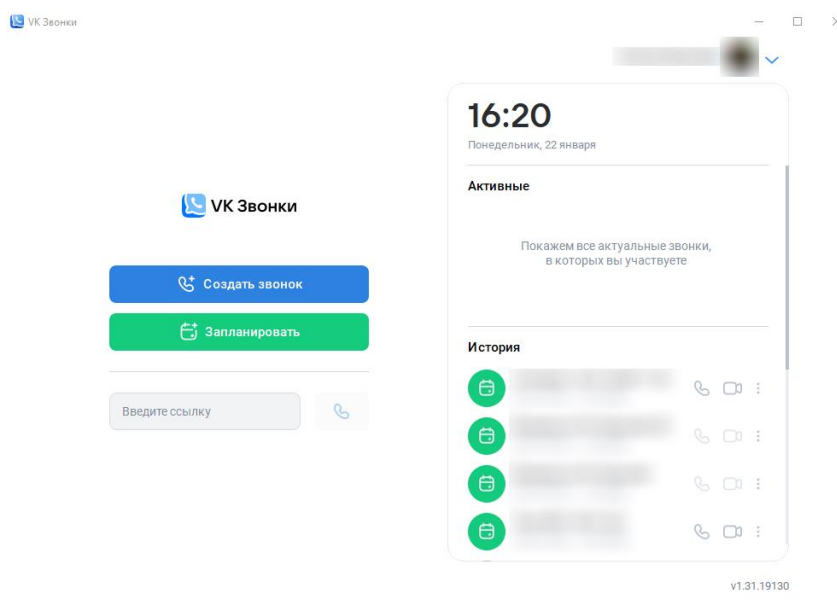 VK Звонки
16:20
Понедельник, 22 января
Активные
Покажем все актуальные звонки,
в которых вы участвуете
История
VK Звонки
Создать звонок
Запланировать
Введите ссылку
v1.31.19130